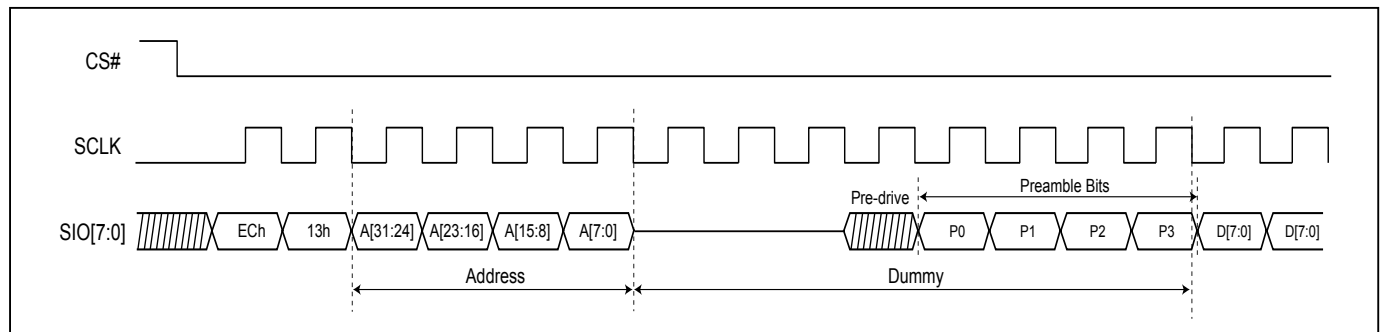 CS#
SCLK
Pre-drive Preamble Bits
SIO[7:0] ECh 13h A[31:24] A[23:16] A[15:8] A[7:0] P0 P1 P2 P3 D[7:0] D[7:0]
Address Dummy